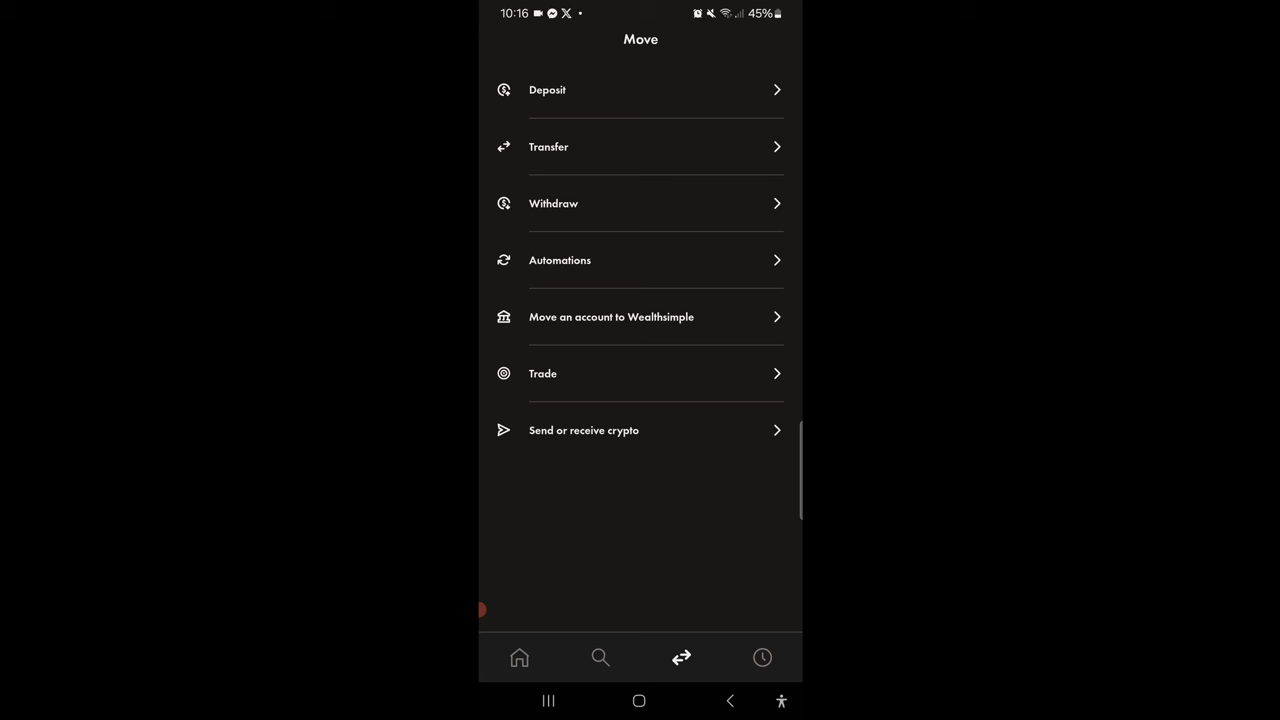 10:16
45%
Move
Deposit
Transfer
Withdraw
Automations
Move an account to Wealthsimple
Trade
Send or receive crypto